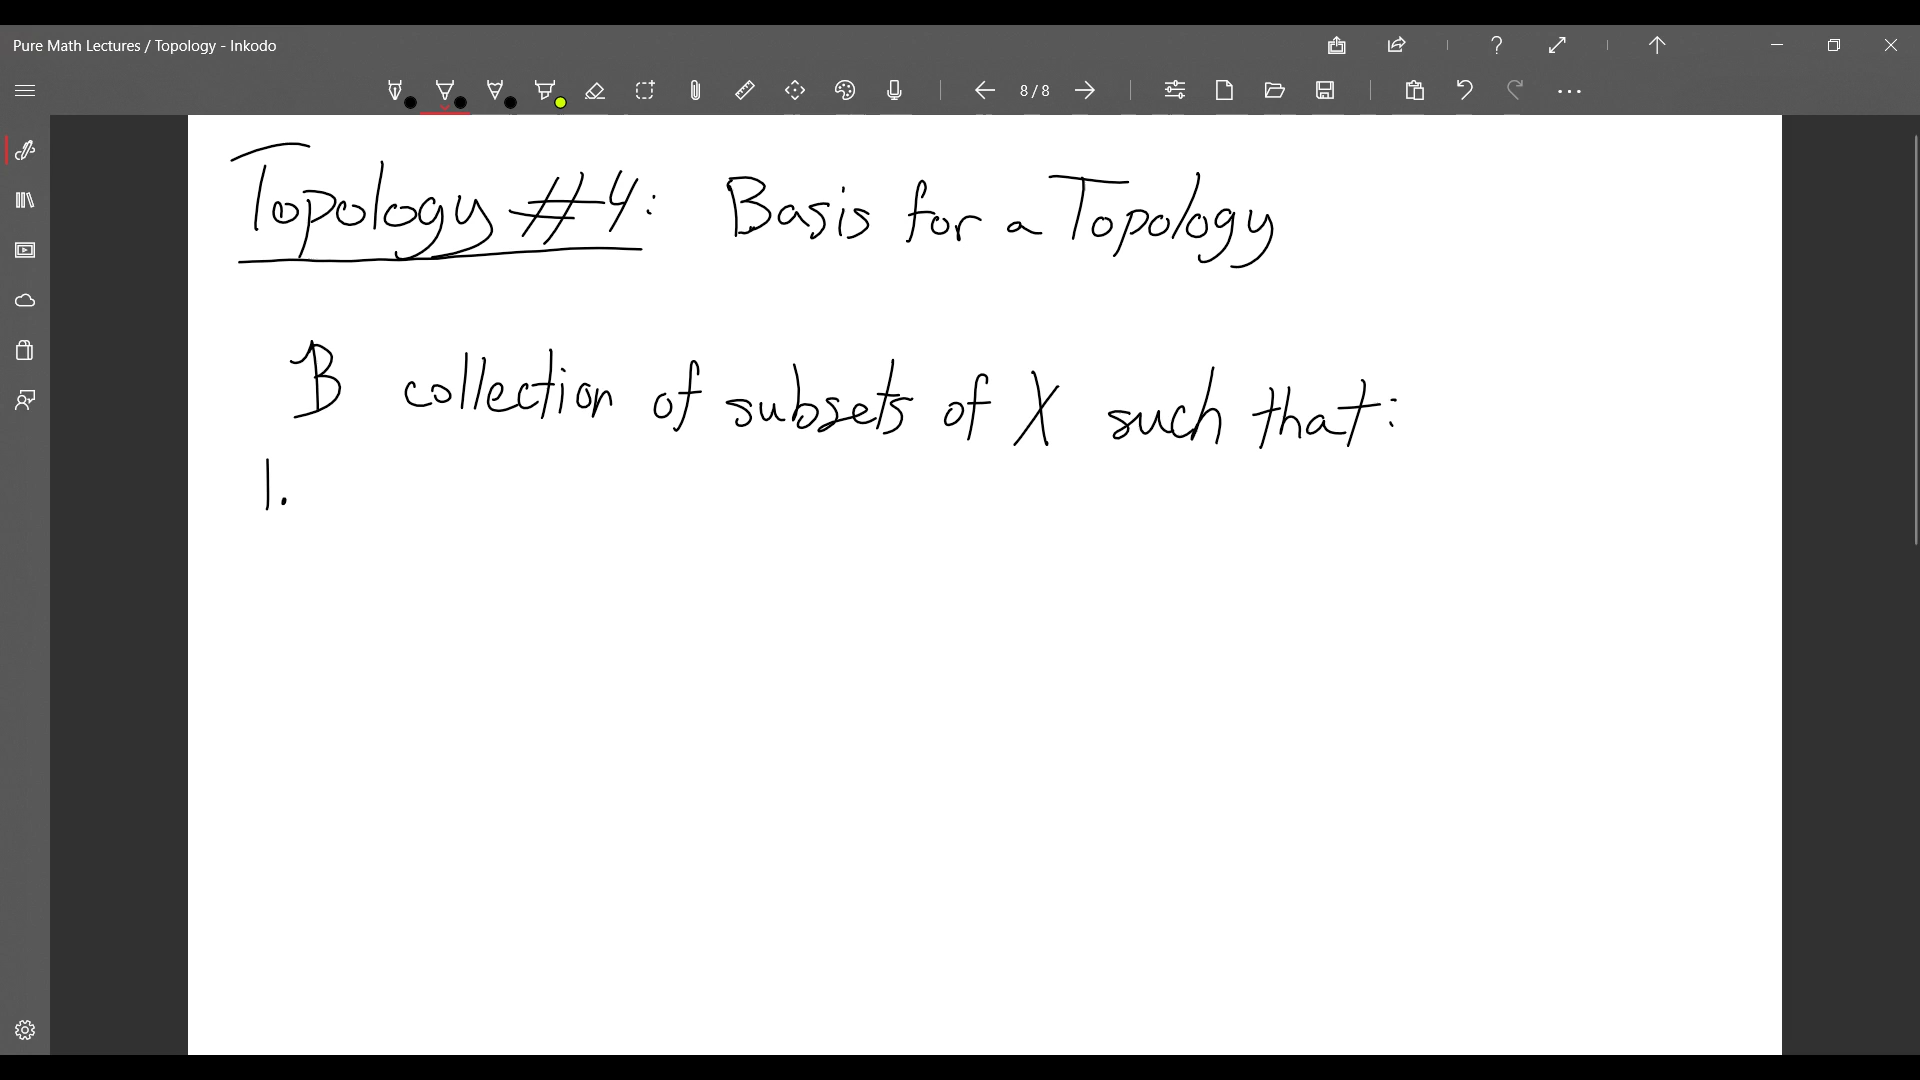 Pure Math Lectures / Topology - Inkodo
8 / 8
Topology #4: Basis for a Topology
B collection of subsets of X such that:
1.